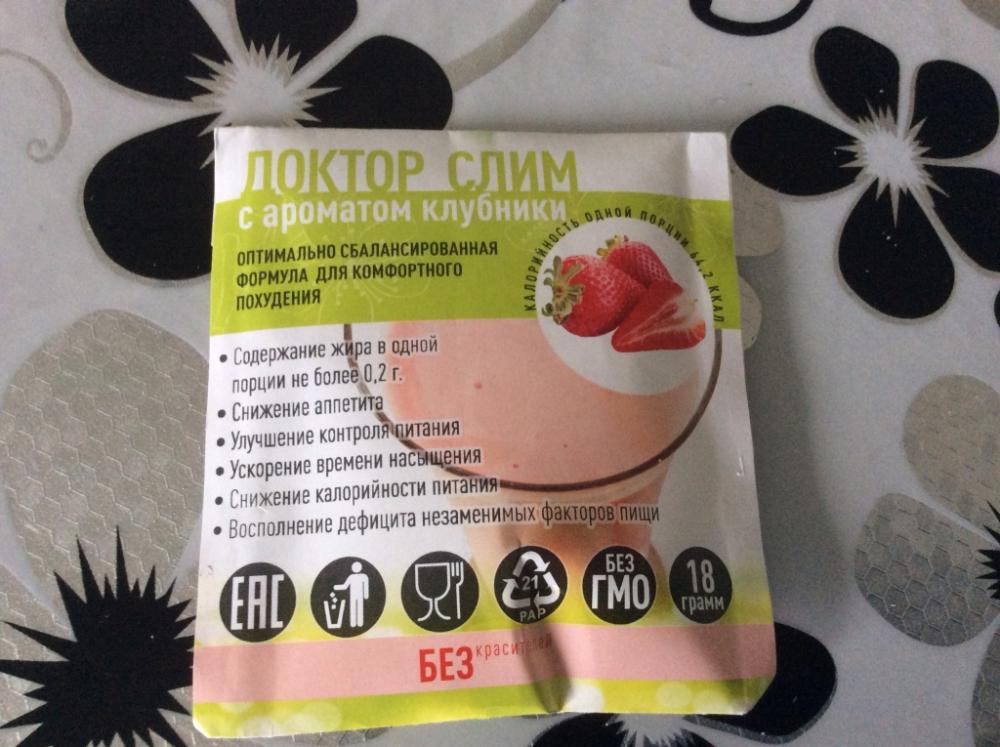 ДОКТОР СЛИМ
с ароматом клубники
КАЛОРИЙНОСТЬ ОДНОЙ ПОРЦИИ 64,2 ККАЛ
ОПТИМАЛЬНО СБАЛАНСИРОВАННАЯ
ФОРМУЛА ДЛЯ КОМФОРТНОГО
ПОХУДЕНИЯ
• Содержание жира в одной
порции не более 0,2 г.
• Снижение аппетита
• Улучшение контроля питания
• Ускорение времени насыщения
• Снижение калорийности питания
• Восполнение дефицита незаменимых факторов пищи
EAC
21
PAP
БЕЗ
ГМО
18
грамм
БЕЗ красителей